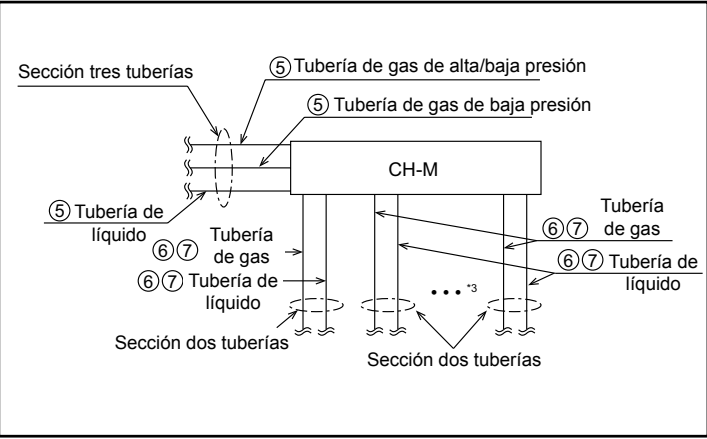 Sección tres tuberías
⑤ Tubería de gas de alta/baja presión
⑤ Tubería de gas de baja presión
CH-M
⑤ Tubería de
líquido
⑥⑦ Tubería
de gas
⑥⑦ Tubería de
líquido
Sección dos tuberías
• • • *3
Tubería
⑥⑦ de gas
⑥⑦ Tubería de
líquido
Sección dos tuberías